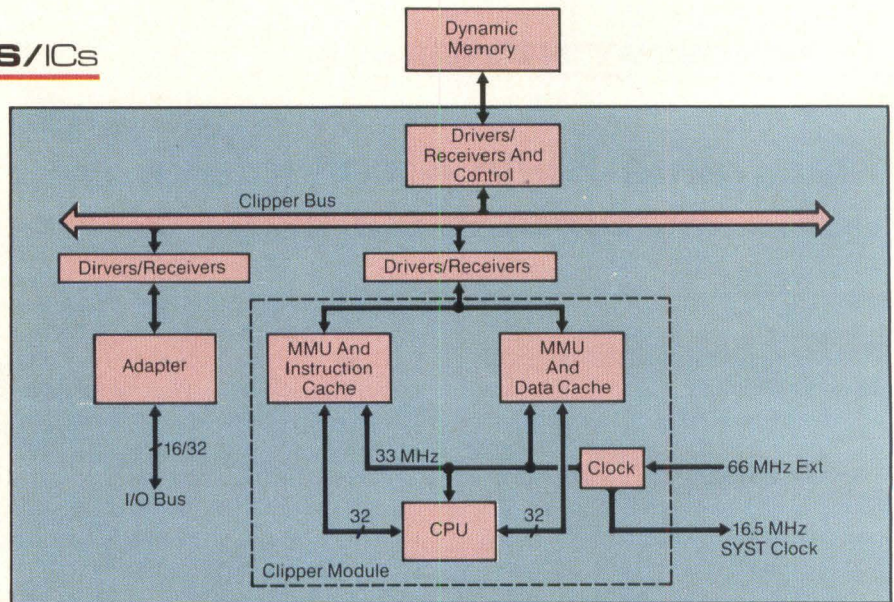 S/ICs
Dynamic
Memory
Drivers/
Receivers And
Control
Clipper Bus
Dirvers/Receivers
Drivers/Receivers
Adapter
MMU And
Instruction
Cache
MMU
And
Data Cache
16/32
I/O Bus
33 MHz
Clock
66 MHz Ext
32
CPU
32
16.5 MHz
SYST Clock
Clipper Module